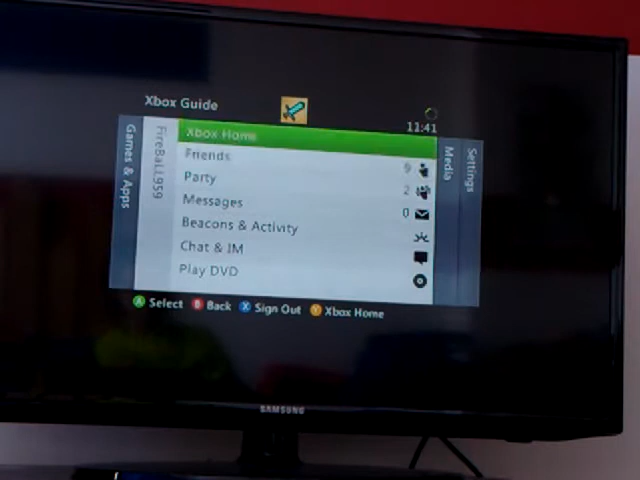 Xbox Guide
11:41
Games & Apps
FireBaLL959
Xbox Home
Friends 9
Party 2
Messages 0
Beacons & Activity
Chat & IM
Play DVD
Media
Settings
A Select B Back X Sign Out Y Xbox Home
SAMSUNG